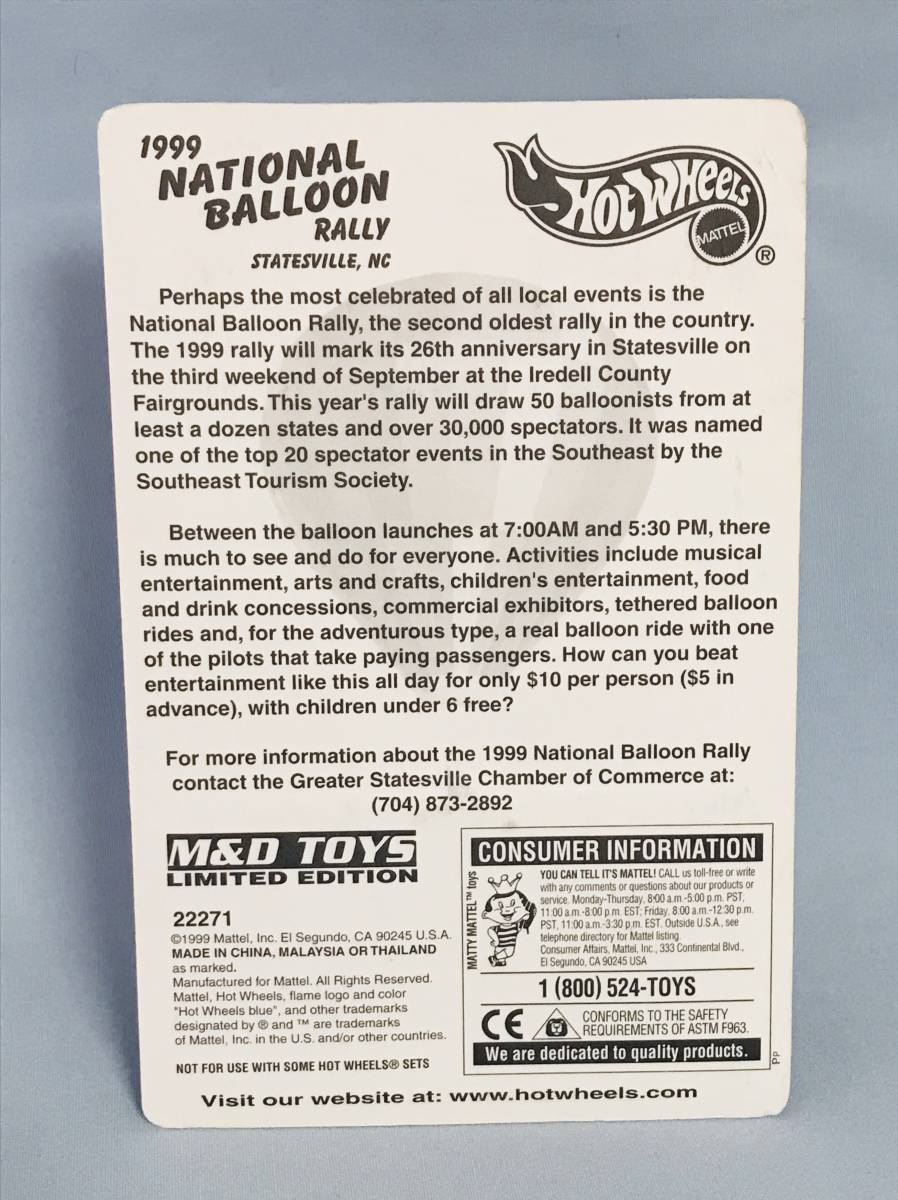 1999
NATIONAL
BALLOON
RALLY
STATESVILLE, NC
HOT WHeelS
MATTEL
®
Perhaps the most celebrated of all local events is the
National Balloon Rally, the second oldest rally in the country.
The 1999 rally will mark its 26th anniversary in Statesville on
the third weekend of September at the Iredell County
Fairgrounds. This year's rally will draw 50 balloonists from at
least a dozen states and over 30,000 spectators. It was named
one of the top 20 spectator events in the Southeast by the
Southeast Tourism Society.
Between the balloon launches at 7:00AM and 5:30 PM, there
is much to see and do for everyone. Activities include musical
entertainment, arts and crafts, children's entertainment, food
and drink concessions, commercial exhibitors, tethered balloon
rides and, for the adventurous type, a real balloon ride with one
of the pilots that take paying passengers. How can you beat
entertainment like this all day for only $10 per person ($5 in
advance), with children under 6 free?
For more information about the 1999 National Balloon Rally
contact the Greater Statesville Chamber of Commerce at:
(704) 873-2892
M&D TOYS
LIMITED EDITION
22271
©1999 Mattel, Inc. El Segundo, CA 90245 U.S.A.
MADE IN CHINA, MALAYSIA OR THAILAND
as marked.
Manufactured for Mattel. All Rights Reserved.
Mattel, Hot Wheels, flame logo and color
"Hot Wheels blue", and other trademarks
designated by ® and ™ are trademarks
of Mattel, Inc. in the U.S. and/or other countries.
NOT FOR USE WITH SOME HOT WHEELS® SETS
CONSUMER INFORMATION
MATTY MATTEL™ toys
YOU CAN TELL IT'S MATTEL! CALL us toll-free or write
with any comments or questions about our products or
service. Monday-Thursday, 8:00 a.m.-5:00 p.m. PST,
11:00 a.m.-8:00 p.m. EST; Friday, 8:00 a.m.-12:30 p.m.
PST, 11:00 a.m.-3:30 p.m. EST. Outside U.S.A., see
telephone directory for Mattel listing.
Consumer Affairs, Mattel, Inc., 333 Continental Blvd.,
El Segundo, CA 90245 USA
1 (800) 524-TOYS
CE
CONFORMS TO THE SAFETY
REQUIREMENTS OF ASTM F963.
We are dedicated to quality products.
PP
Visit our website at: www.hotwheels.com